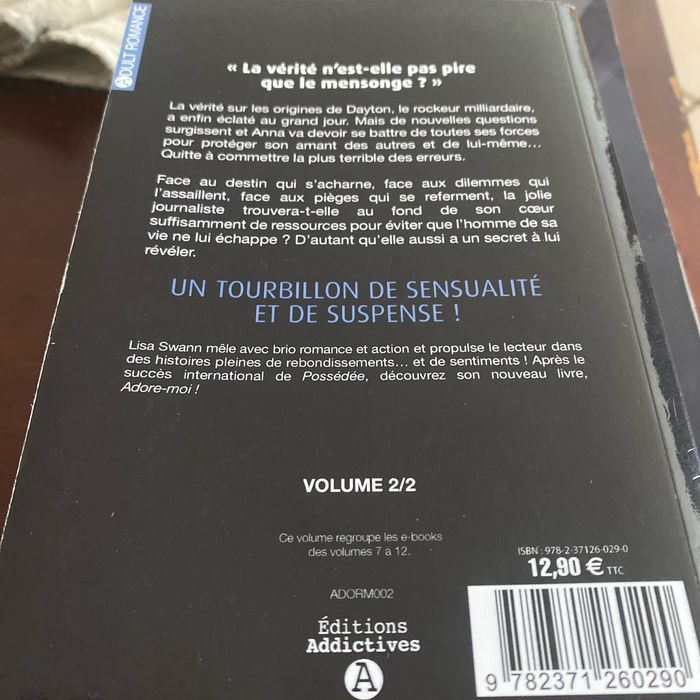 ADULT ROMANCE
« La vérité n'est-elle pas pire
que le mensonge ? »
La vérité sur les origines de Dayton, le rockeur milliardaire,
a enfin éclaté au grand jour. Mais de nouvelles questions
surgissent et Anna va devoir se battre de toutes ses forces
pour protéger son amant des autres et de lui-même...
Quitte à commettre la plus terrible des erreurs.
Face au destin qui s'acharne, face aux dilemmes qui
l'assaillent, face aux pièges qui se referment, la jolie
journaliste trouvera-t-elle au fond de son cœur
suffisamment de ressources pour éviter que l'homme de sa
vie ne lui échappe ? D'autant qu'elle aussi a un secret à lui
révéler.
UN TOURBILLON DE SENSUALITÉ
ET DE SUSPENSE !
Lisa Swann mêle avec brio romance et action et propulse le lecteur dans
des histoires pleines de rebondissements... et de sentiments ! Après le
succès international de Possédée, découvrez son nouveau livre,
Adore-moi !
VOLUME 2/2
Ce volume regroupe les e-books
des volumes 7 à 12.
ADORM002
Éditions
Addictives
A
ISBN : 978-2-37126-029-0
12,90 € TTC
9 782371 260290